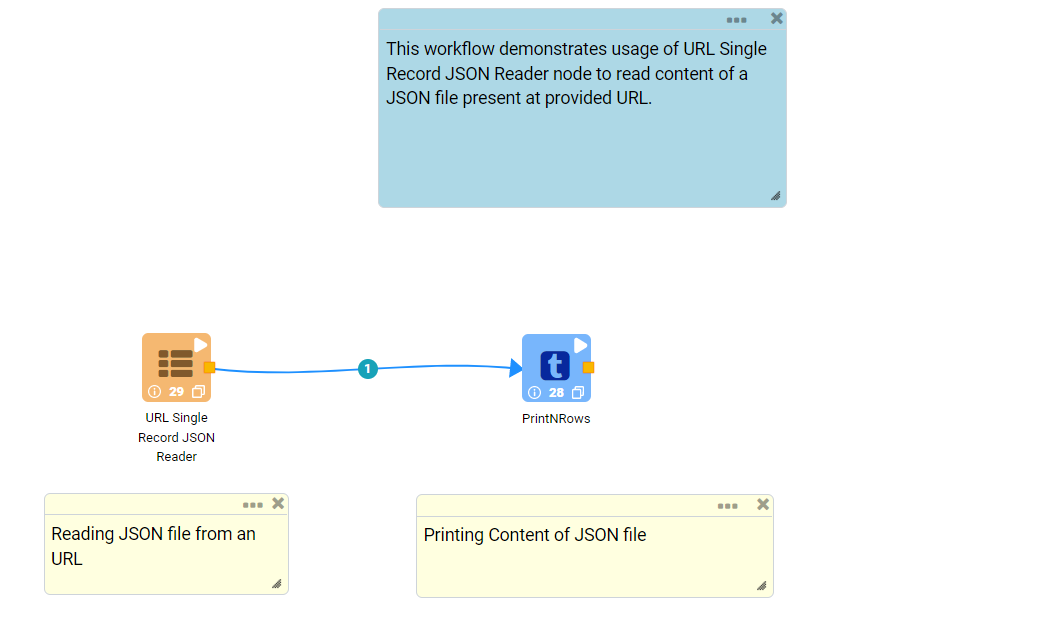 This workflow demonstrates usage of URL Single
Record JSON Reader node to read content of a
JSON file present at provided URL.
1
29
t
28
URL Single
Record JSON
Reader
PrintNRows
Reading JSON file from an
URL
Printing Content of JSON file